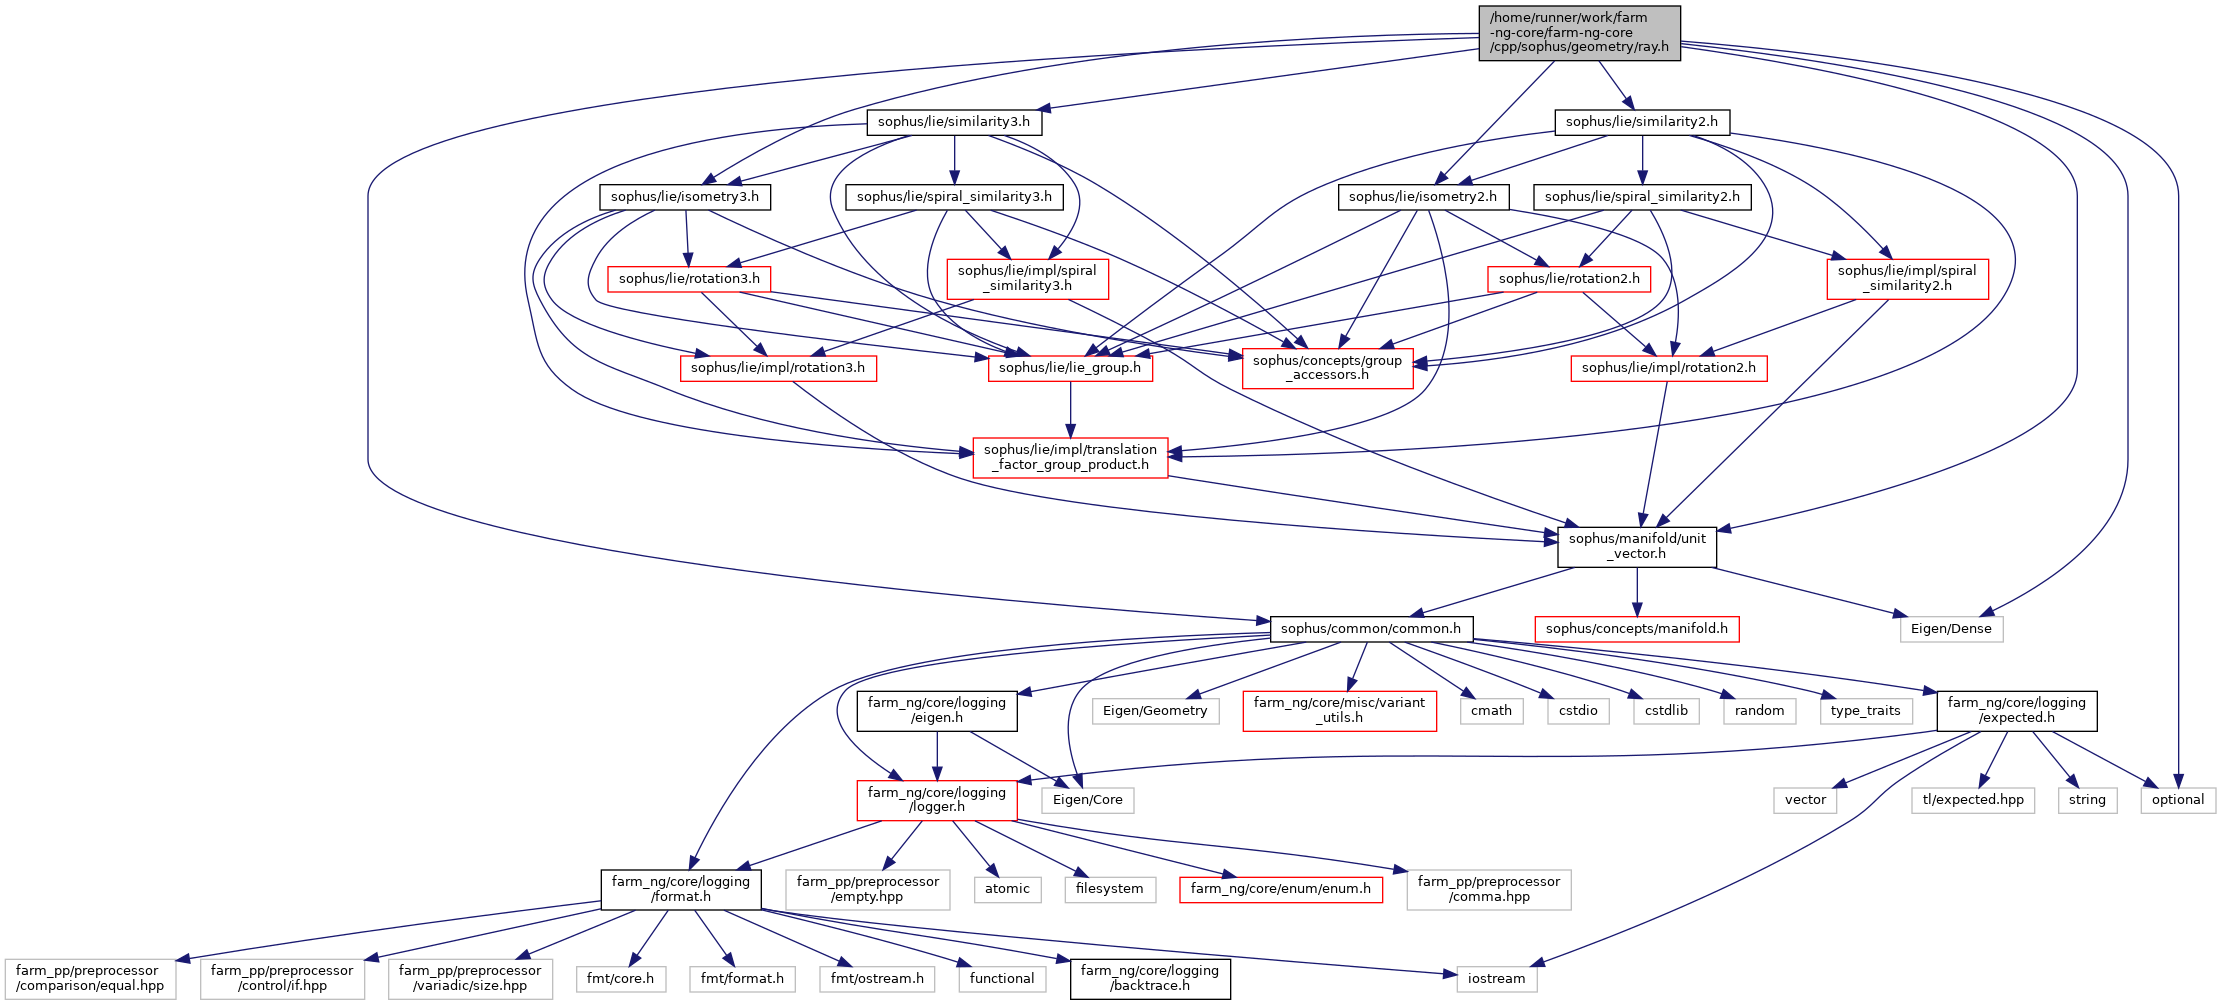 /home/runner/work/farm
-ng-core/farm-ng-core
/cpp/sophus/geometry/ray.h
sophus/lie/similarity3.h
sophus/lie/similarity2.h
sophus/lie/isometry3.h
sophus/lie/spiral_similarity3.h
sophus/lie/isometry2.h
sophus/lie/spiral_similarity2.h
sophus/lie/rotation3.h
sophus/lie/impl/spiral
_similarity3.h
sophus/lie/rotation2.h
sophus/lie/impl/spiral
_similarity2.h
sophus/lie/impl/rotation3.h
sophus/lie/lie_group.h
sophus/concepts/group
_accessors.h
sophus/lie/impl/rotation2.h
sophus/lie/impl/translation
_factor_group_product.h
sophus/manifold/unit
_vector.h
sophus/common/common.h
sophus/concepts/manifold.h
Eigen/Dense
farm_ng/core/logging
/eigen.h
Eigen/Geometry
farm_ng/core/misc/variant
_utils.h
cmath
cstdio
cstdlib
random
type_traits
farm_ng/core/logging
/expected.h
farm_ng/core/logging
/logger.h
Eigen/Core
vector
tl/expected.hpp
string
optional
farm_ng/core/logging
/format.h
farm_pp/preprocessor
/empty.hpp
atomic
filesystem
farm_ng/core/enum/enum.h
farm_pp/preprocessor
/comma.hpp
farm_pp/preprocessor
/comparison/equal.hpp
farm_pp/preprocessor
/control/if.hpp
farm_pp/preprocessor
/variadic/size.hpp
fmt/core.h
fmt/format.h
fmt/ostream.h
functional
farm_ng/core/logging
/backtrace.h
iostream